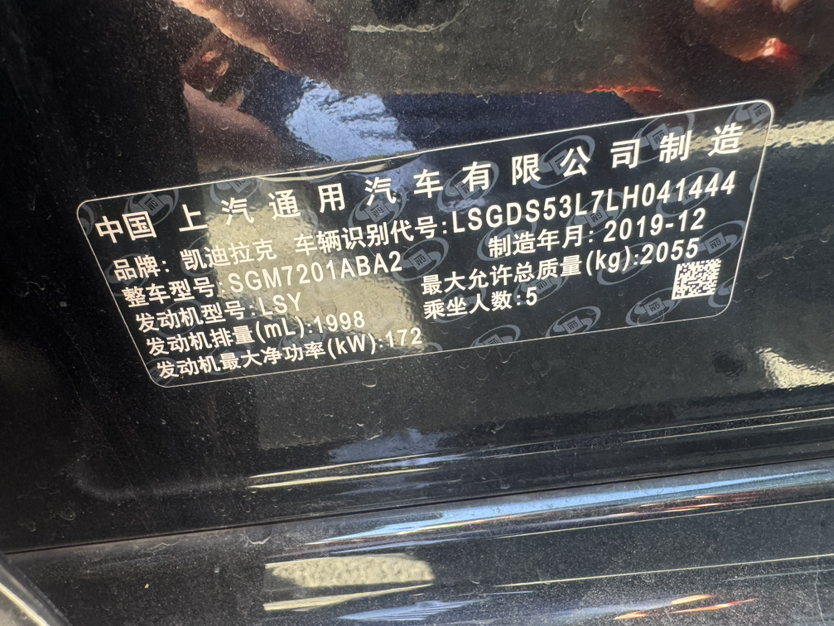 中国 上汽通用汽车有限公司制造
品牌: 凯迪拉克 车辆识别代号:LSGDS53L7LH041444
整车型号:SGM7201ABA2 制造年月: 2019-12
发动机型号:LSY 最大允许总质量(kg):2055
发动机排量(mL):1998 乘坐人数:5
发动机最大净功率(kW):172